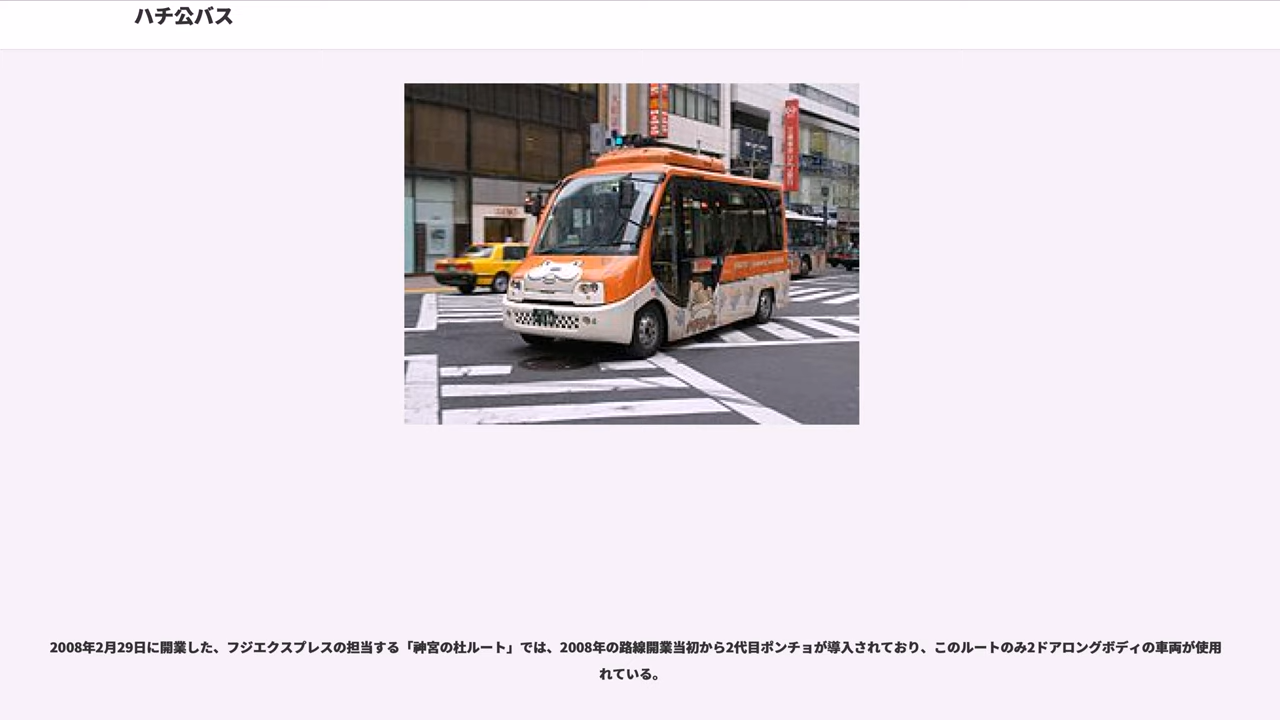 ハチ公バス
2008年2月29日に開業した、フジエクスプレスの担当する「神宮の杜ルート」では、2008年の路線開業当初から2代目ポンチョが導入されており、このルートのみ2ドアロングボディの車両が使用
れている。